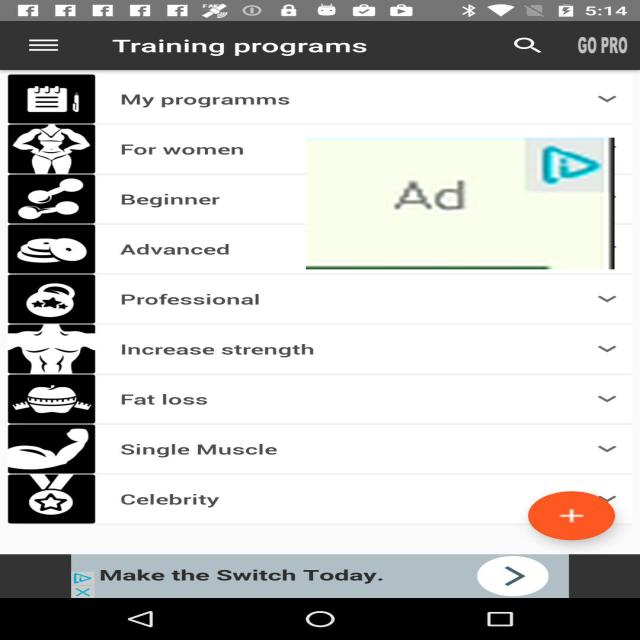 5:14
Training programs
GO PRO
My programms
For women
Ad
Beginner
Advanced
Professional
Increase strength
Fat loss
Single Muscle
Celebrity
Make the Switch Today.